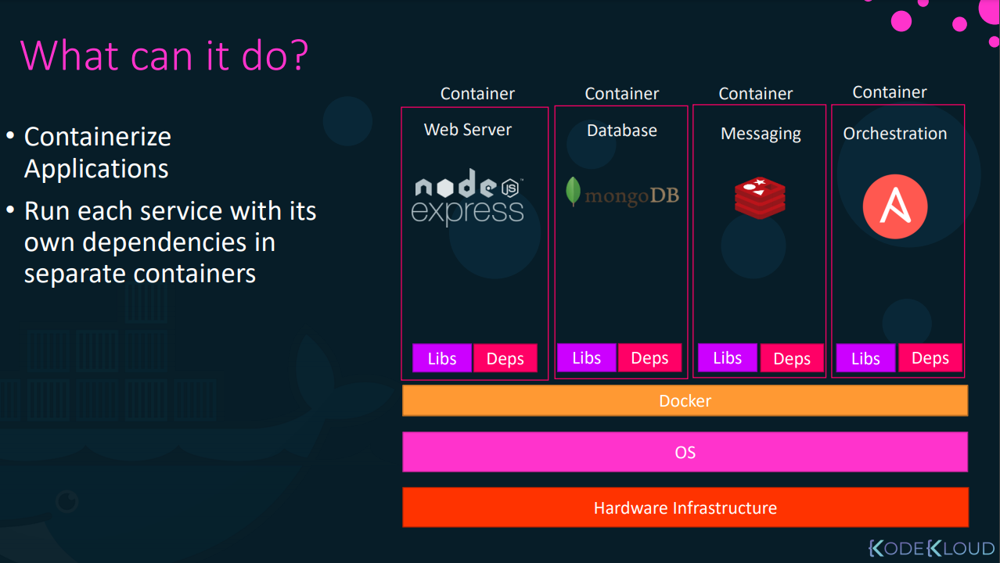 What can it do?
• Containerize
Applications
• Run each service with its
own dependencies in
separate containers
Container
Web Server
node JS
express
Libs Deps
Container
Database
mongoDB
Libs Deps
Container
Messaging
Libs Deps
Container
Orchestration
A
Libs Deps
Docker
OS
Hardware Infrastructure
KODEKLOUD